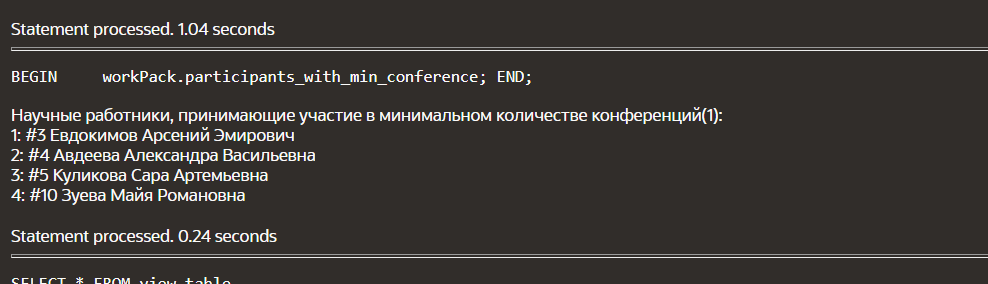 Statement processed. 1.04 seconds
BEGIN     workPack.participants_with_min_conference; END;
Научные работники, принимающие участие в минимальном количестве конференций(1):
1: #3 Евдокимов Арсений Эмирович
2: #4 Авдеева Александра Васильевна
3: #5 Куликова Сара Артемьевна
4: #10 Зуева Майя Романовна
Statement processed. 0.24 seconds
SELECT * FROM view_table